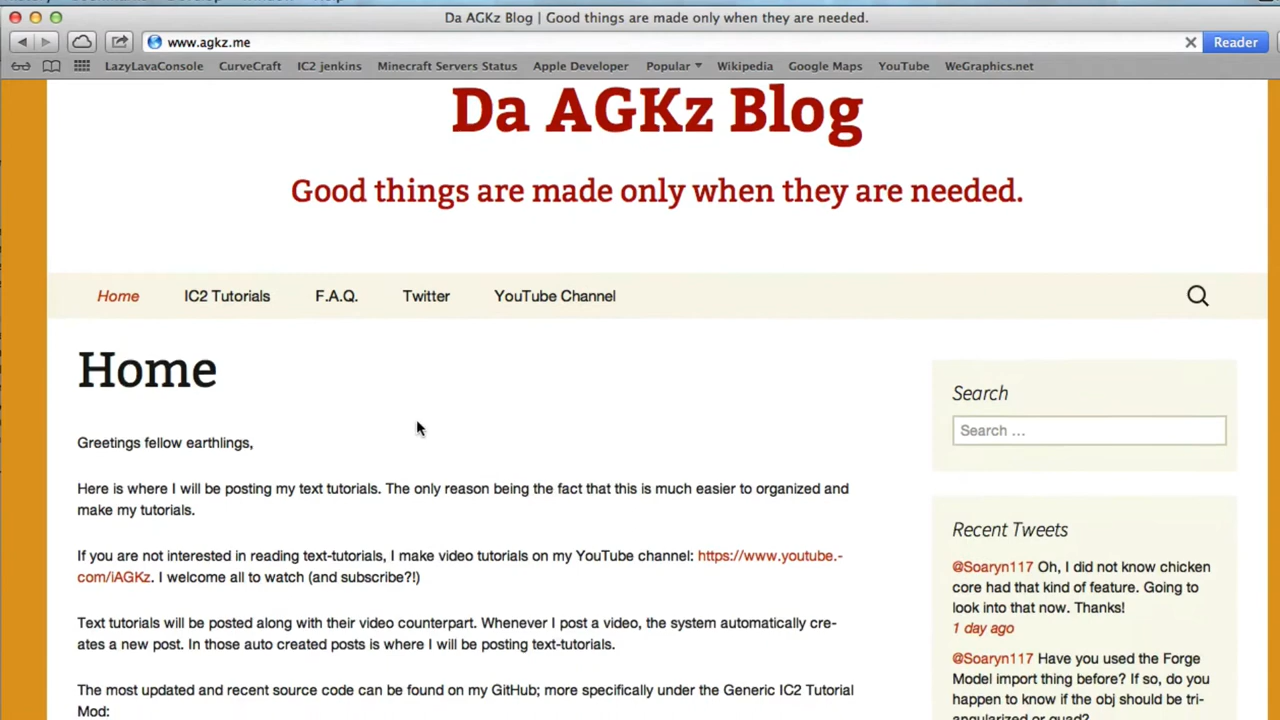 Da AGKz Blog | Good things are made only when they are needed.
www.agkz.me
Reader
LazyLavaConsole CurveCraft IC2 jenkins Minecraft Servers Status Apple Developer Popular Wikipedia Google Maps YouTube WeGraphics.net
Da AGKz Blog
Good things are made only when they are needed.
Home IC2 Tutorials F.A.Q. Twitter YouTube Channel
Home
Greetings fellow earthlings,
Here is where I will be posting my text tutorials. The only reason being the fact that this is much easier to organized and
make my tutorials.
If you are not interested in reading text-tutorials, I make video tutorials on my YouTube channel: https://www.youtube.-
com/iAGKz. I welcome all to watch (and subscribe?!)
Text tutorials will be posted along with their video counterpart. Whenever I post a video, the system automatically cre-
ates a new post. In those auto created posts is where I will be posting text-tutorials.
The most updated and recent source code can be found on my GitHub; more specifically under the Generic IC2 Tutorial
Mod:
Search
Search ...
Recent Tweets
@Soaryn117 Oh, I did not know chicken
core had that kind of feature. Going to
look into that now. Thanks!
1 day ago
@Soaryn117 Have you used the Forge
Model import thing before? If so, do you
happen to know if the obj should be tri-
angularized or quad?